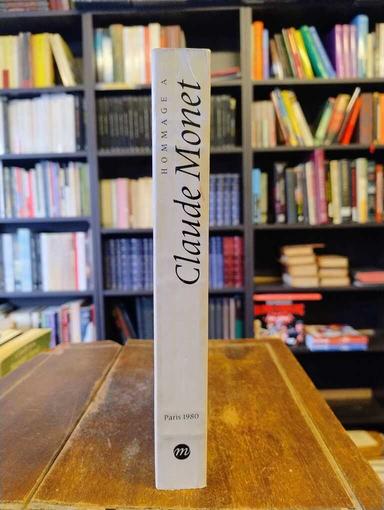 HOMMAGE A
Claude Monet
Paris 1980
m